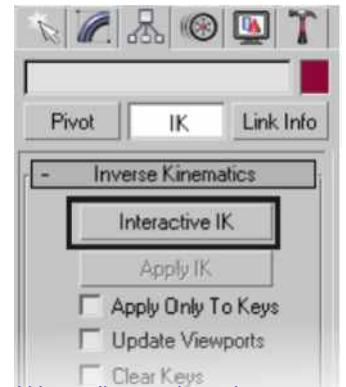 Pivot IK Link Info
- Inverse Kinematics
Interactive IK
Apply IK
Apply Only To Keys
Update Viewports
Clear Keys